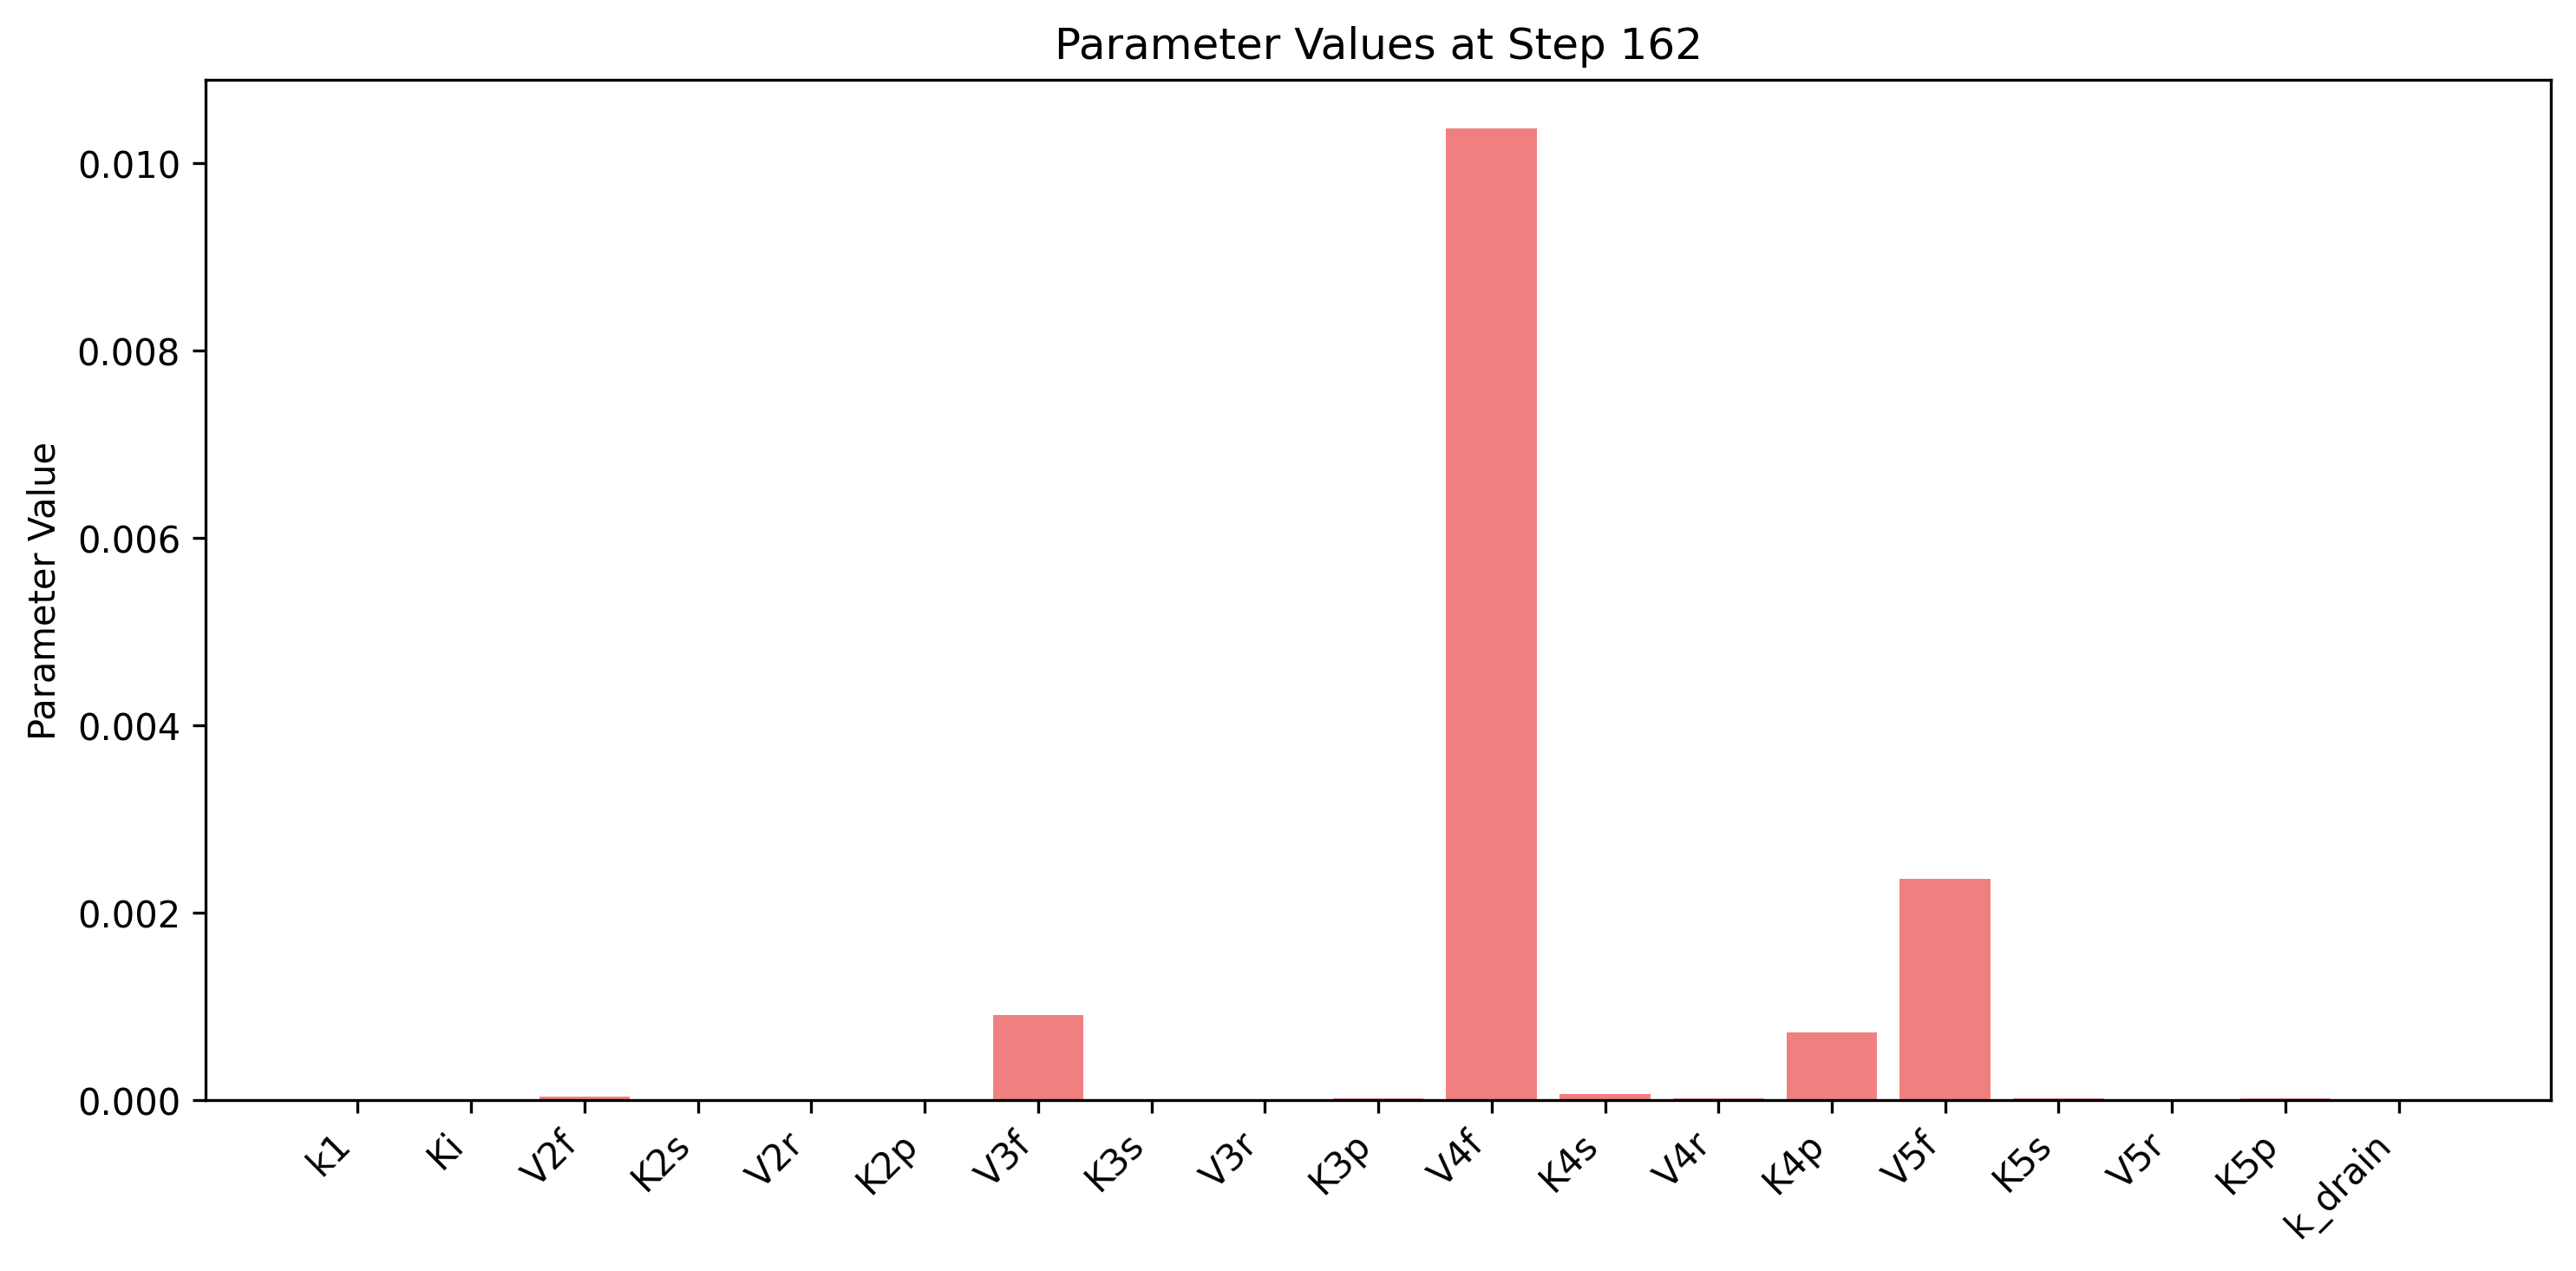 Parameter Values at Step 162
Parameter Value
0.010
0.008
0.006
0.004
0.002
0.000
k1
Ki
V2f
K2s
V2r
K2p
V3f
K3s
V3r
K3p
V4f
K4s
V4r
K4p
V5f
K5s
V5r
K5p
k_drain